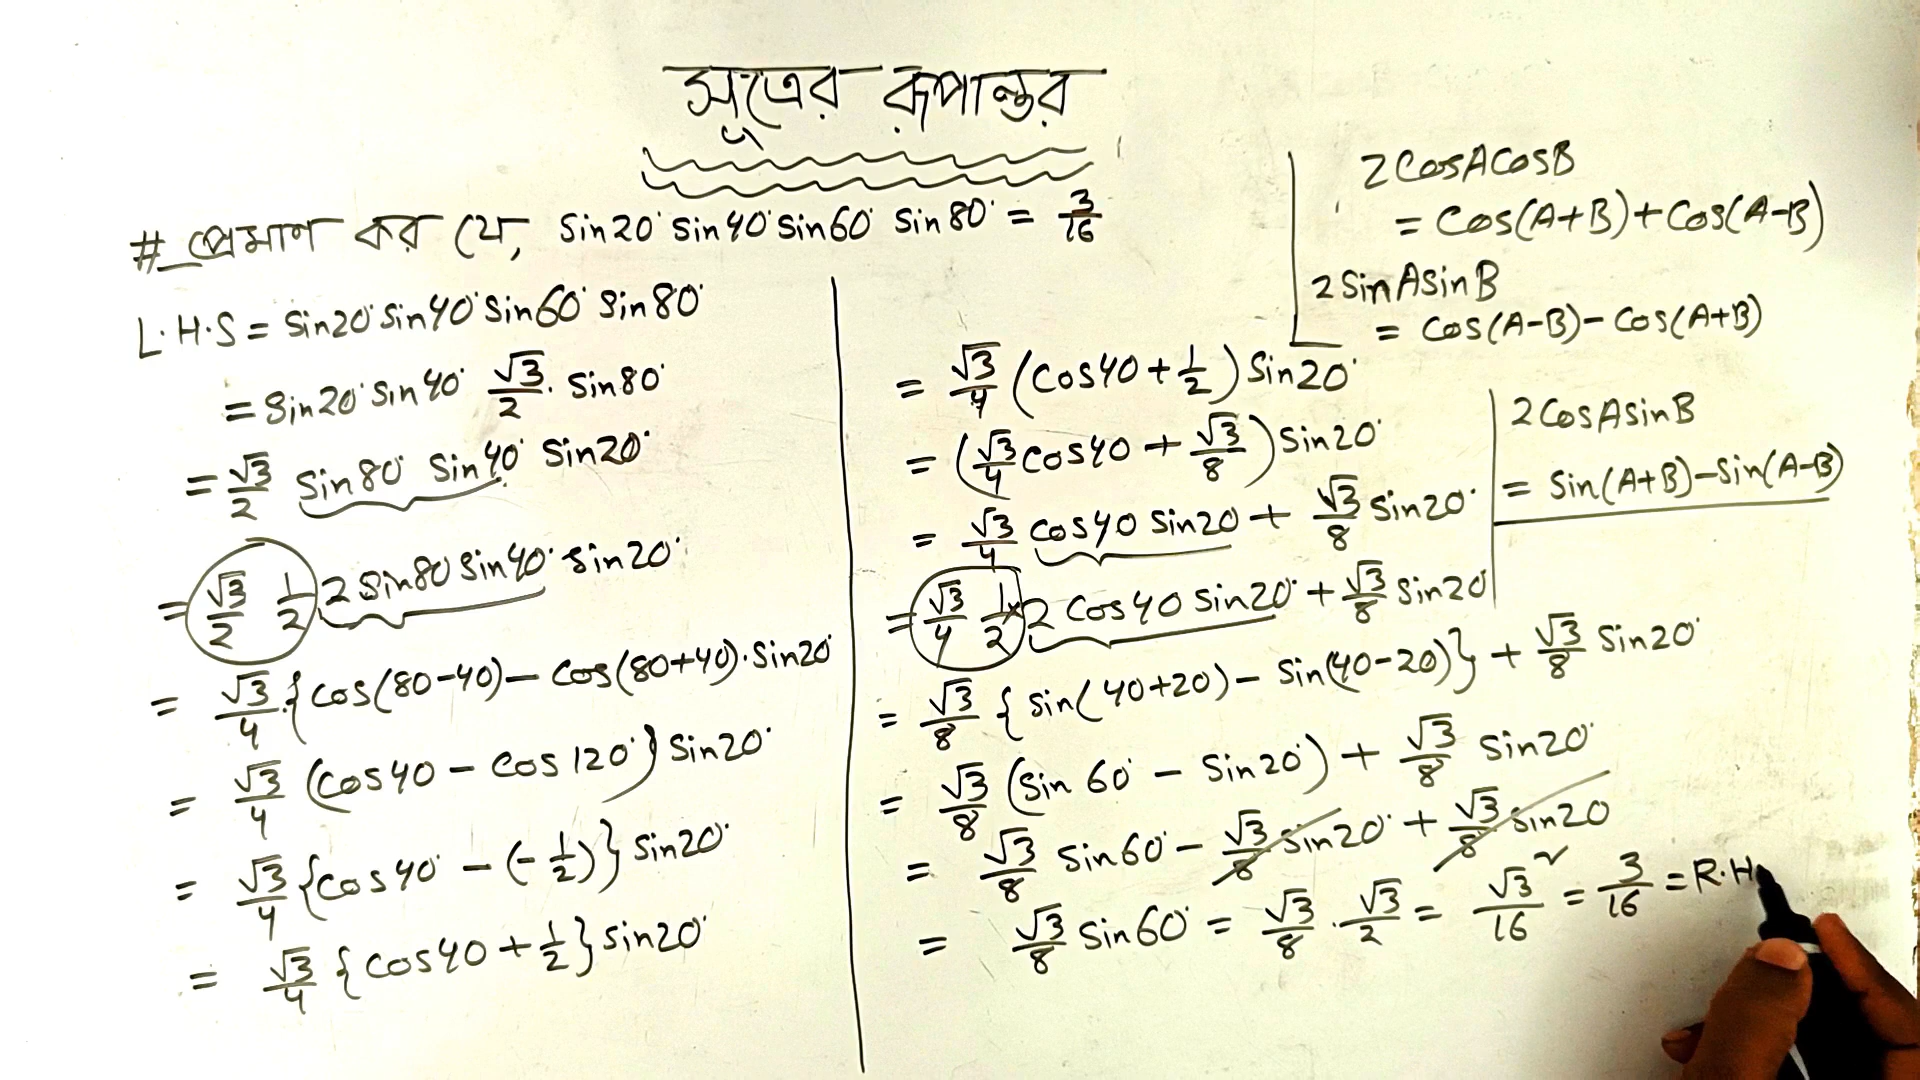 সূত্রের রূপান্তর
# প্রমাণ কর যে, Sin20° Sin40° Sin60° Sin80° = 3/16
L.H.S = Sin20° Sin40° Sin60° Sin80°
= Sin20° Sin40° √3/2 . Sin80°
= √3/2 Sin80° Sin40° Sin20°
= √3/2 1/2 2 Sin80 Sin40° Sin20°
= √3/4 {Cos(80-40) - Cos(80+40).Sin20°
= √3/4 (Cos40 - Cos120°} Sin20°
= √3/4 {Cos40° - (-1/2)} Sin20°
= √3/4 {Cos40 + 1/2} Sin20°
2CosACosB
= Cos(A+B)+Cos(A-B)
2SinASinB
= Cos(A-B)-Cos(A+B)
= √3/4 (Cos40 + 1/2) Sin20°
= (√3/4 Cos40 + √3/8) Sin20°
= √3/4 Cos40 Sin20 + √3/8 Sin20°
2CosASinB
= Sin(A+B)-Sin(A-B)
= √3/4 1/2 × 2 Cos40 Sin20° + √3/8 Sin20°
= √3/8 {Sin(40+20) - Sin(40-20)} + √3/8 Sin20°
= √3/8 (Sin60° - Sin20°) + √3/8 Sin20°
= √3/8 Sin60 - √3/8 Sin20° + √3/8 Sin20
= √3/8 Sin60° = √3/8 . √3/2 = √3²/16 = 3/16 = R.H